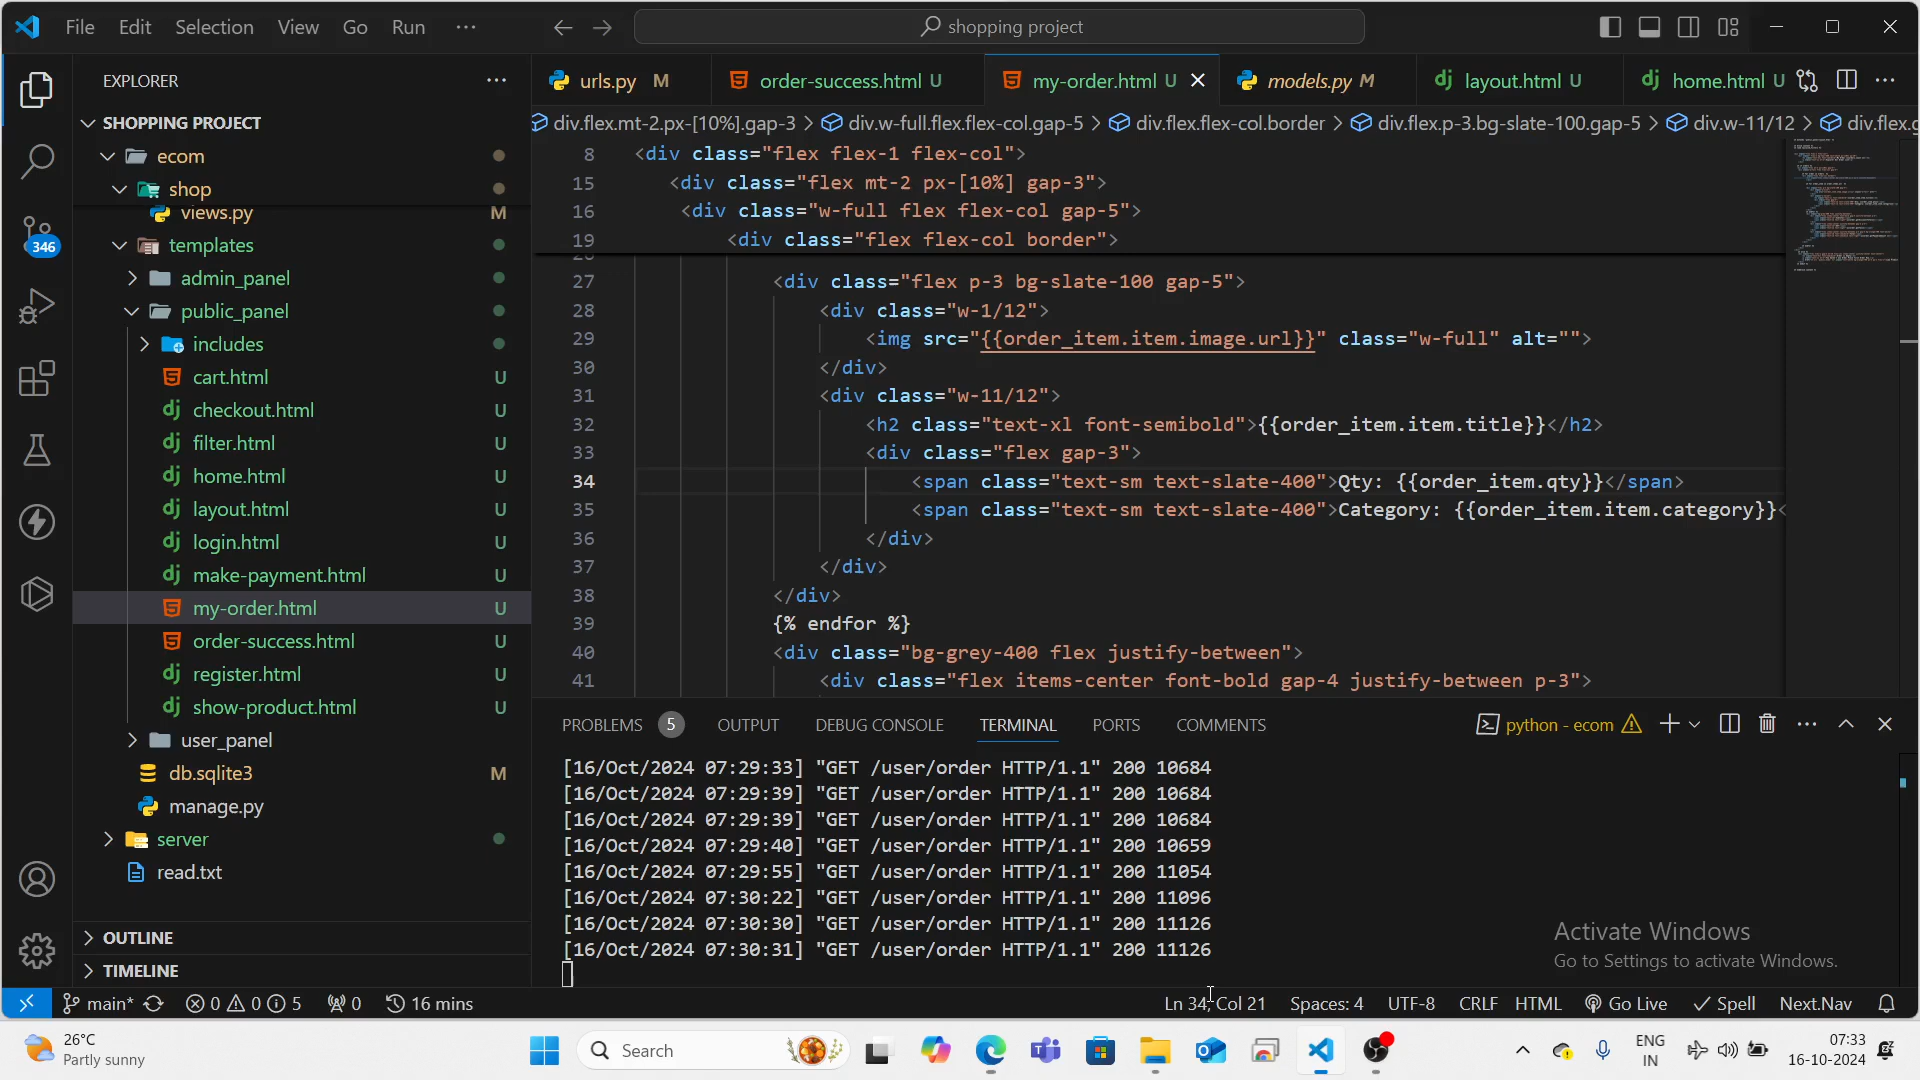 File Edit Selection View Go Run ··· shopping project
EXPLORER
SHOPPING PROJECT
ecom
shop
views.py M
templates
admin_panel
public_panel
includes
cart.html U
checkout.html U
filter.html U
home.html U
layout.html U
login.html U
make-payment.html U
my-order.html U
order-success.html U
register.html U
show-product.html U
user_panel
db.sqlite3 M
manage.py
server
read.txt
OUTLINE
TIMELINE
346
urls.py M order-success.html U my-order.html U models.py M layout.html U home.html U
div.flex.mt-2.px-[10%].gap-3 > div.w-full.flex.flex-col.gap-5 > div.flex.flex-col.border > div.flex.p-3.bg-slate-100.gap-5 > div.w-11/12 > div.flex.g
8 <div class="flex flex-1 flex-col">
15 <div class="flex mt-2 px-[10%] gap-3">
16 <div class="w-full flex flex-col gap-5">
19 <div class="flex flex-col border">
27 <div class="flex p-3 bg-slate-100 gap-5">
28 <div class="w-1/12">
29 <img src="{{order_item.item.image.url}}" class="w-full" alt="">
30 </div>
31 <div class="w-11/12">
32 <h2 class="text-xl font-semibold">{{order_item.item.title}}</h2>
33 <div class="flex gap-3">
34 <span class="text-sm text-slate-400">Qty: {{order_item.qty}}</span>
35 <span class="text-sm text-slate-400">Category: {{order_item.item.category}}<
36 </div>
37 </div>
38 </div>
39 {% endfor %}
40 <div class="bg-grey-400 flex justify-between">
41 <div class="flex items-center font-bold gap-4 justify-between p-3">
PROBLEMS 5 OUTPUT DEBUG CONSOLE TERMINAL PORTS COMMENTS python - ecom
[16/Oct/2024 07:29:33] "GET /user/order HTTP/1.1" 200 10684
[16/Oct/2024 07:29:39] "GET /user/order HTTP/1.1" 200 10684
[16/Oct/2024 07:29:39] "GET /user/order HTTP/1.1" 200 10684
[16/Oct/2024 07:29:40] "GET /user/order HTTP/1.1" 200 10659
[16/Oct/2024 07:29:55] "GET /user/order HTTP/1.1" 200 11054
[16/Oct/2024 07:30:22] "GET /user/order HTTP/1.1" 200 11096
[16/Oct/2024 07:30:30] "GET /user/order HTTP/1.1" 200 11126
[16/Oct/2024 07:30:31] "GET /user/order HTTP/1.1" 200 11126
Activate Windows
Go to Settings to activate Windows.
main* 0 0 5 0 16 mins Ln 34, Col 21 Spaces: 4 UTF-8 CRLF HTML Go Live Spell Next.Nav
26°C
Partly sunny
Search
ENG
IN
07:33
16-10-2024